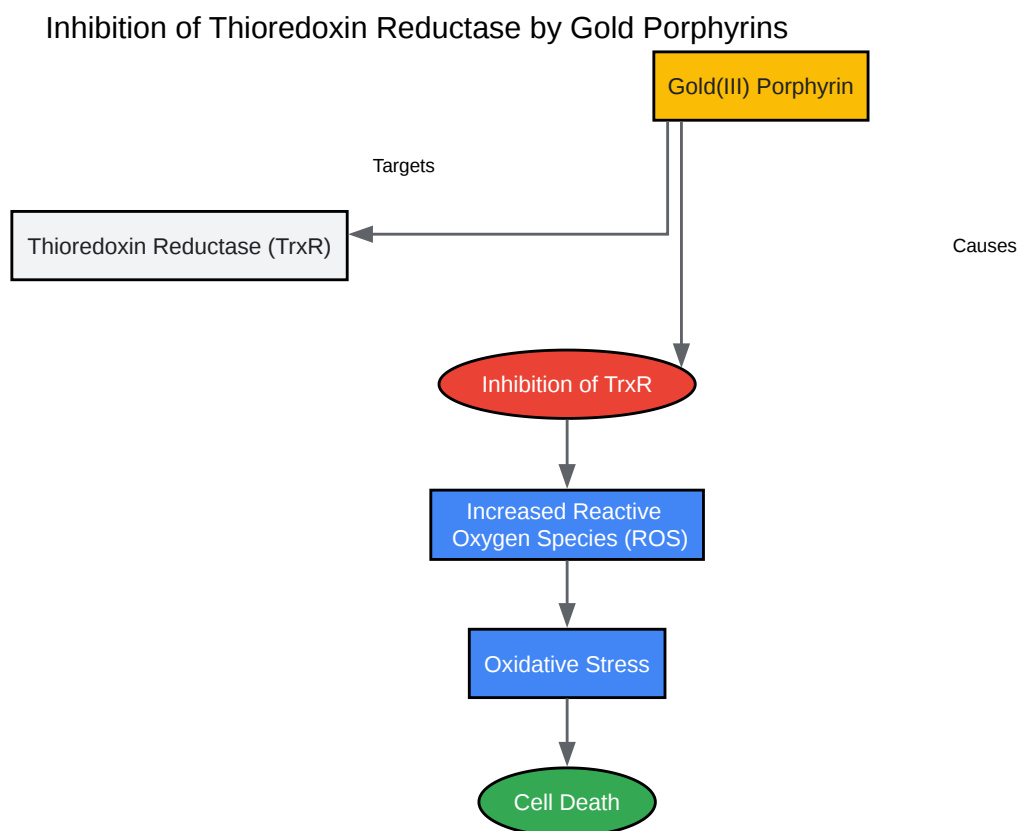 Inhibition of Thioredoxin Reductase by Gold Porphyrins
Gold(III) Porphyrin
Targets
Thioredoxin Reductase (TrxR)
Causes
Inhibition of TrxR
Increased Reactive
Oxygen Species (ROS)
Oxidative Stress
Cell Death